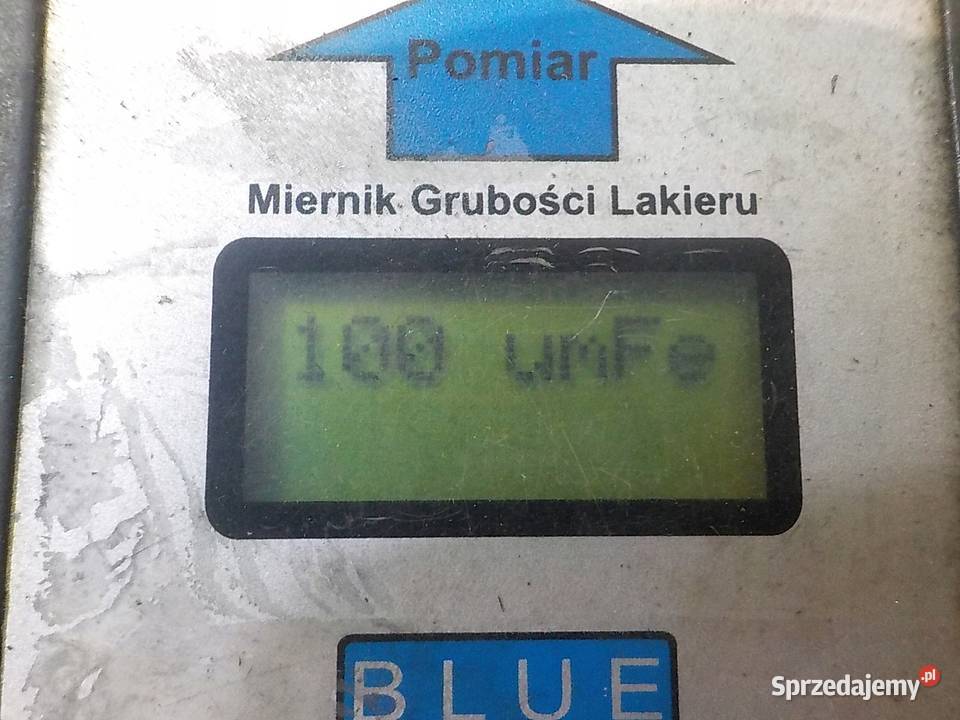 Pomiar
Miernik Grubości Lakieru
100 umFe
BLUE
Sprzedajemy.pl